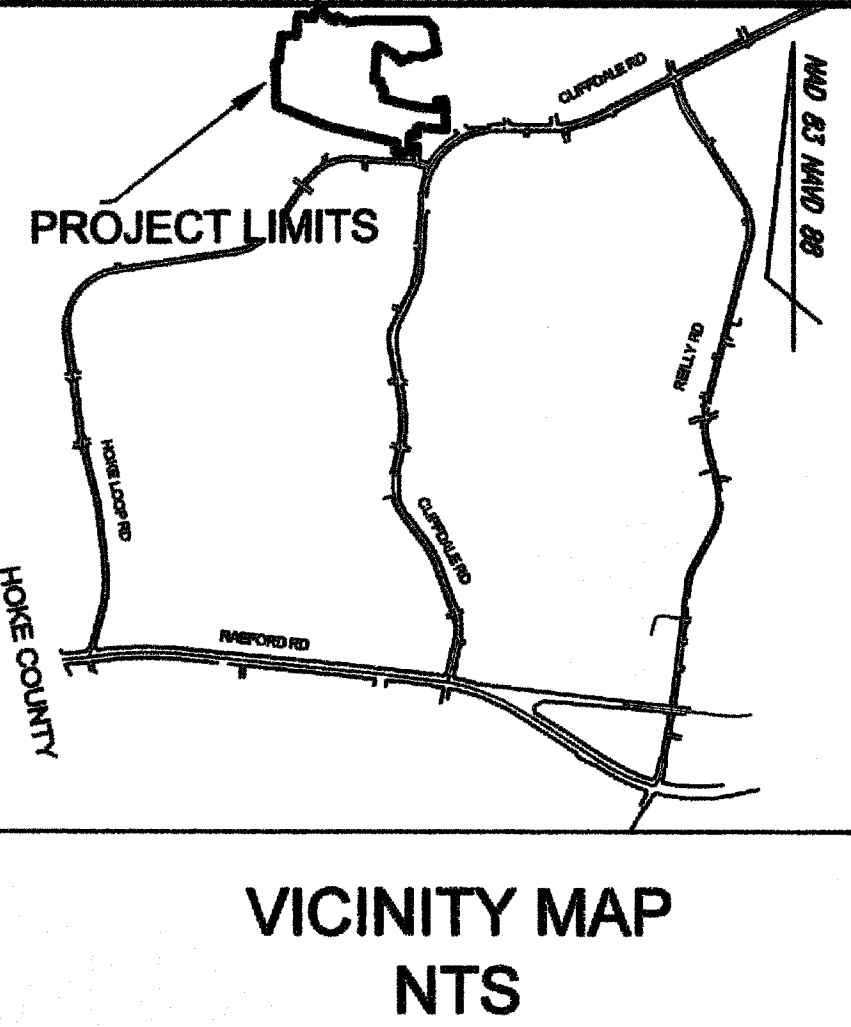 CLIFFDALE RD
NAD 83 NAVD 88
PROJECT LIMITS
REILLY RD
HOKE LOOP RD
CLIFFDALE RD
HOKE COUNTY
RAEFORD RD
VICINITY MAP
NTS